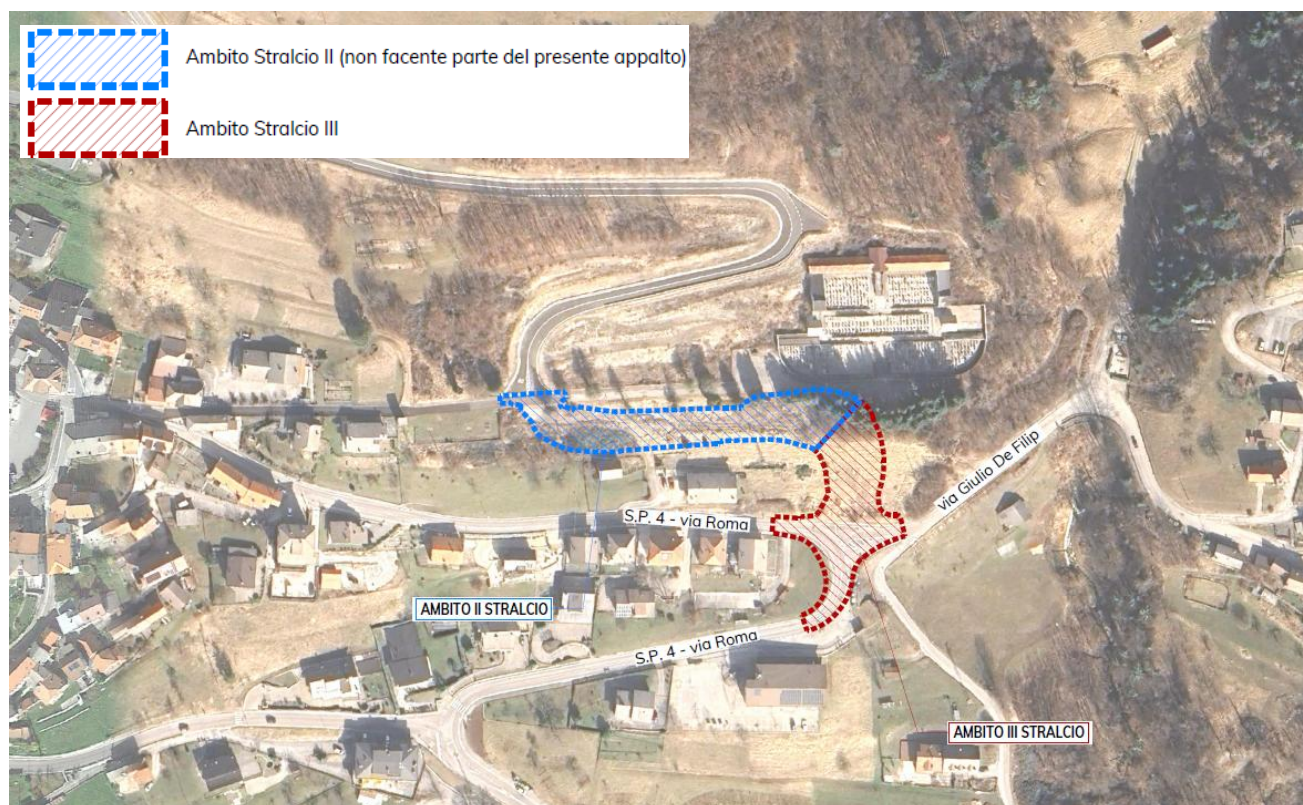 Ambito Stralcio II (non facente parte del presente appalto)
Ambito Stralcio III
via Giulio De Filip
S.P. 4 - via Roma
AMBITO II STRALCIO
S.P. 4 - via Roma
AMBITO III STRALCIO